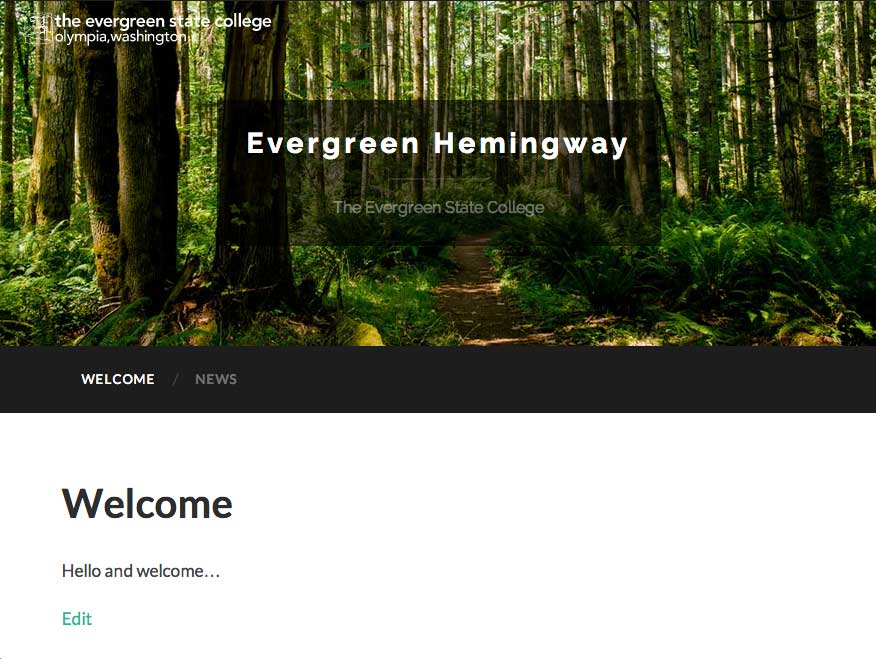 the evergreen state college
olympia,washington
Evergreen Hemingway
The Evergreen State College
WELCOME / NEWS
Welcome
Hello and welcome…
Edit